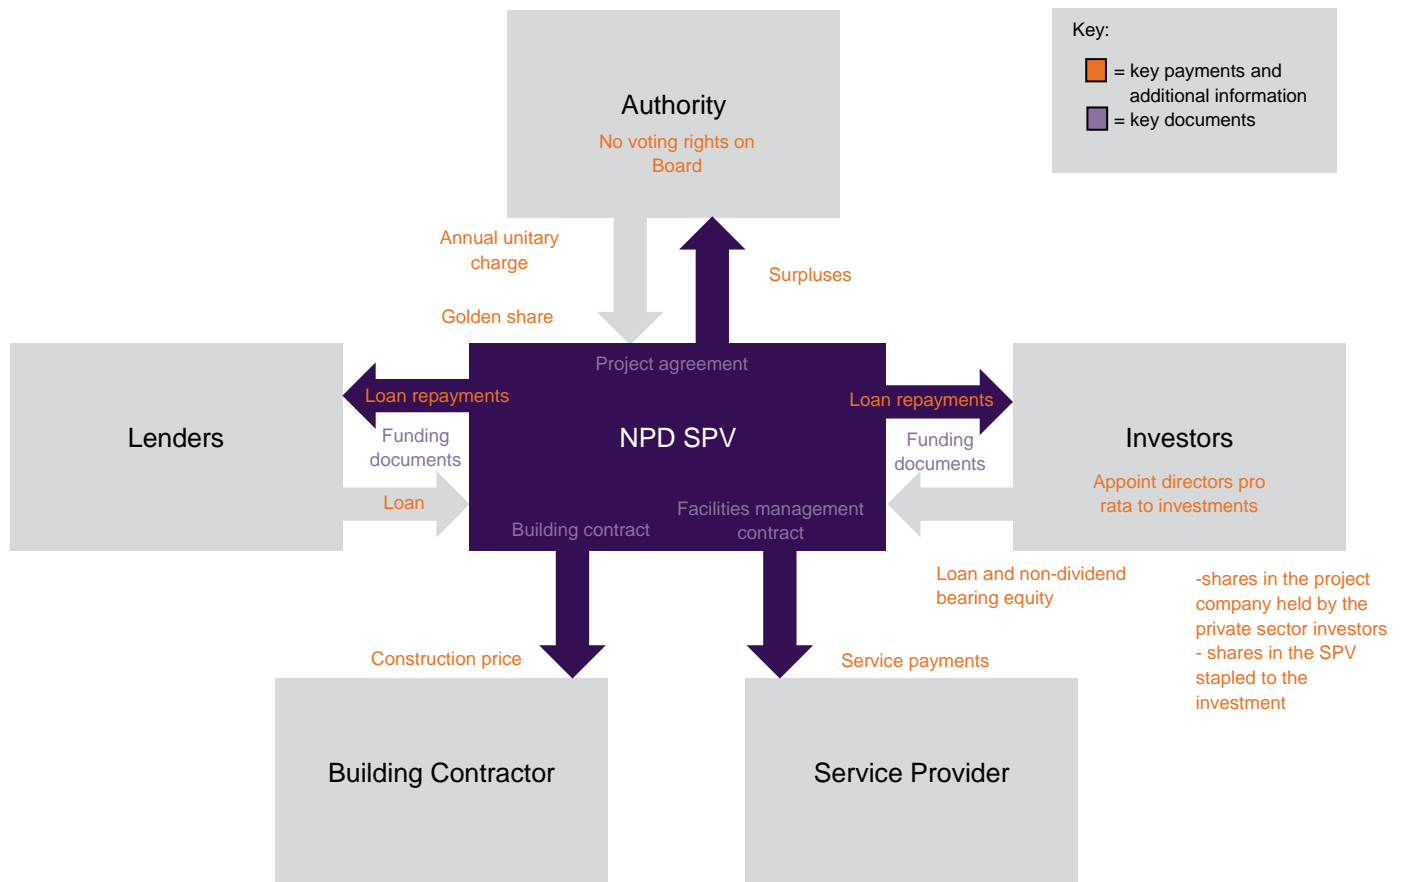 Key:
= key payments and
additional information
= key documents
Authority
No voting rights on
Board
Annual unitary
charge
Surpluses
Golden share
Project agreement
Loan repayments
Loan repayments
Lenders
Funding
documents
NPD SPV
Funding
documents
Investors
Appoint directors pro
rata to investments
Loan
Facilities management
contract
Building contract
Loan and non-dividend
bearing equity
-shares in the project
company held by the
private sector investors
- shares in the SPV
stapled to the
investment
Construction price
Service payments
Building Contractor
Service Provider